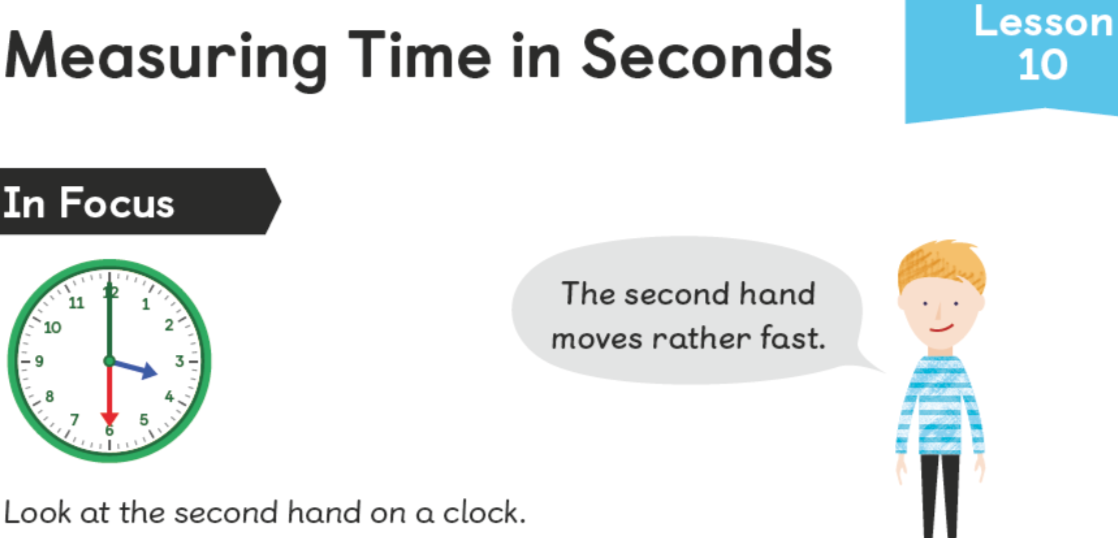 Measuring Time in Seconds
Lesson
10
In Focus
12
11
1
10
2
9
3
8
4
7
5
6
The second hand
moves rather fast.
Look at the second hand on a clock.